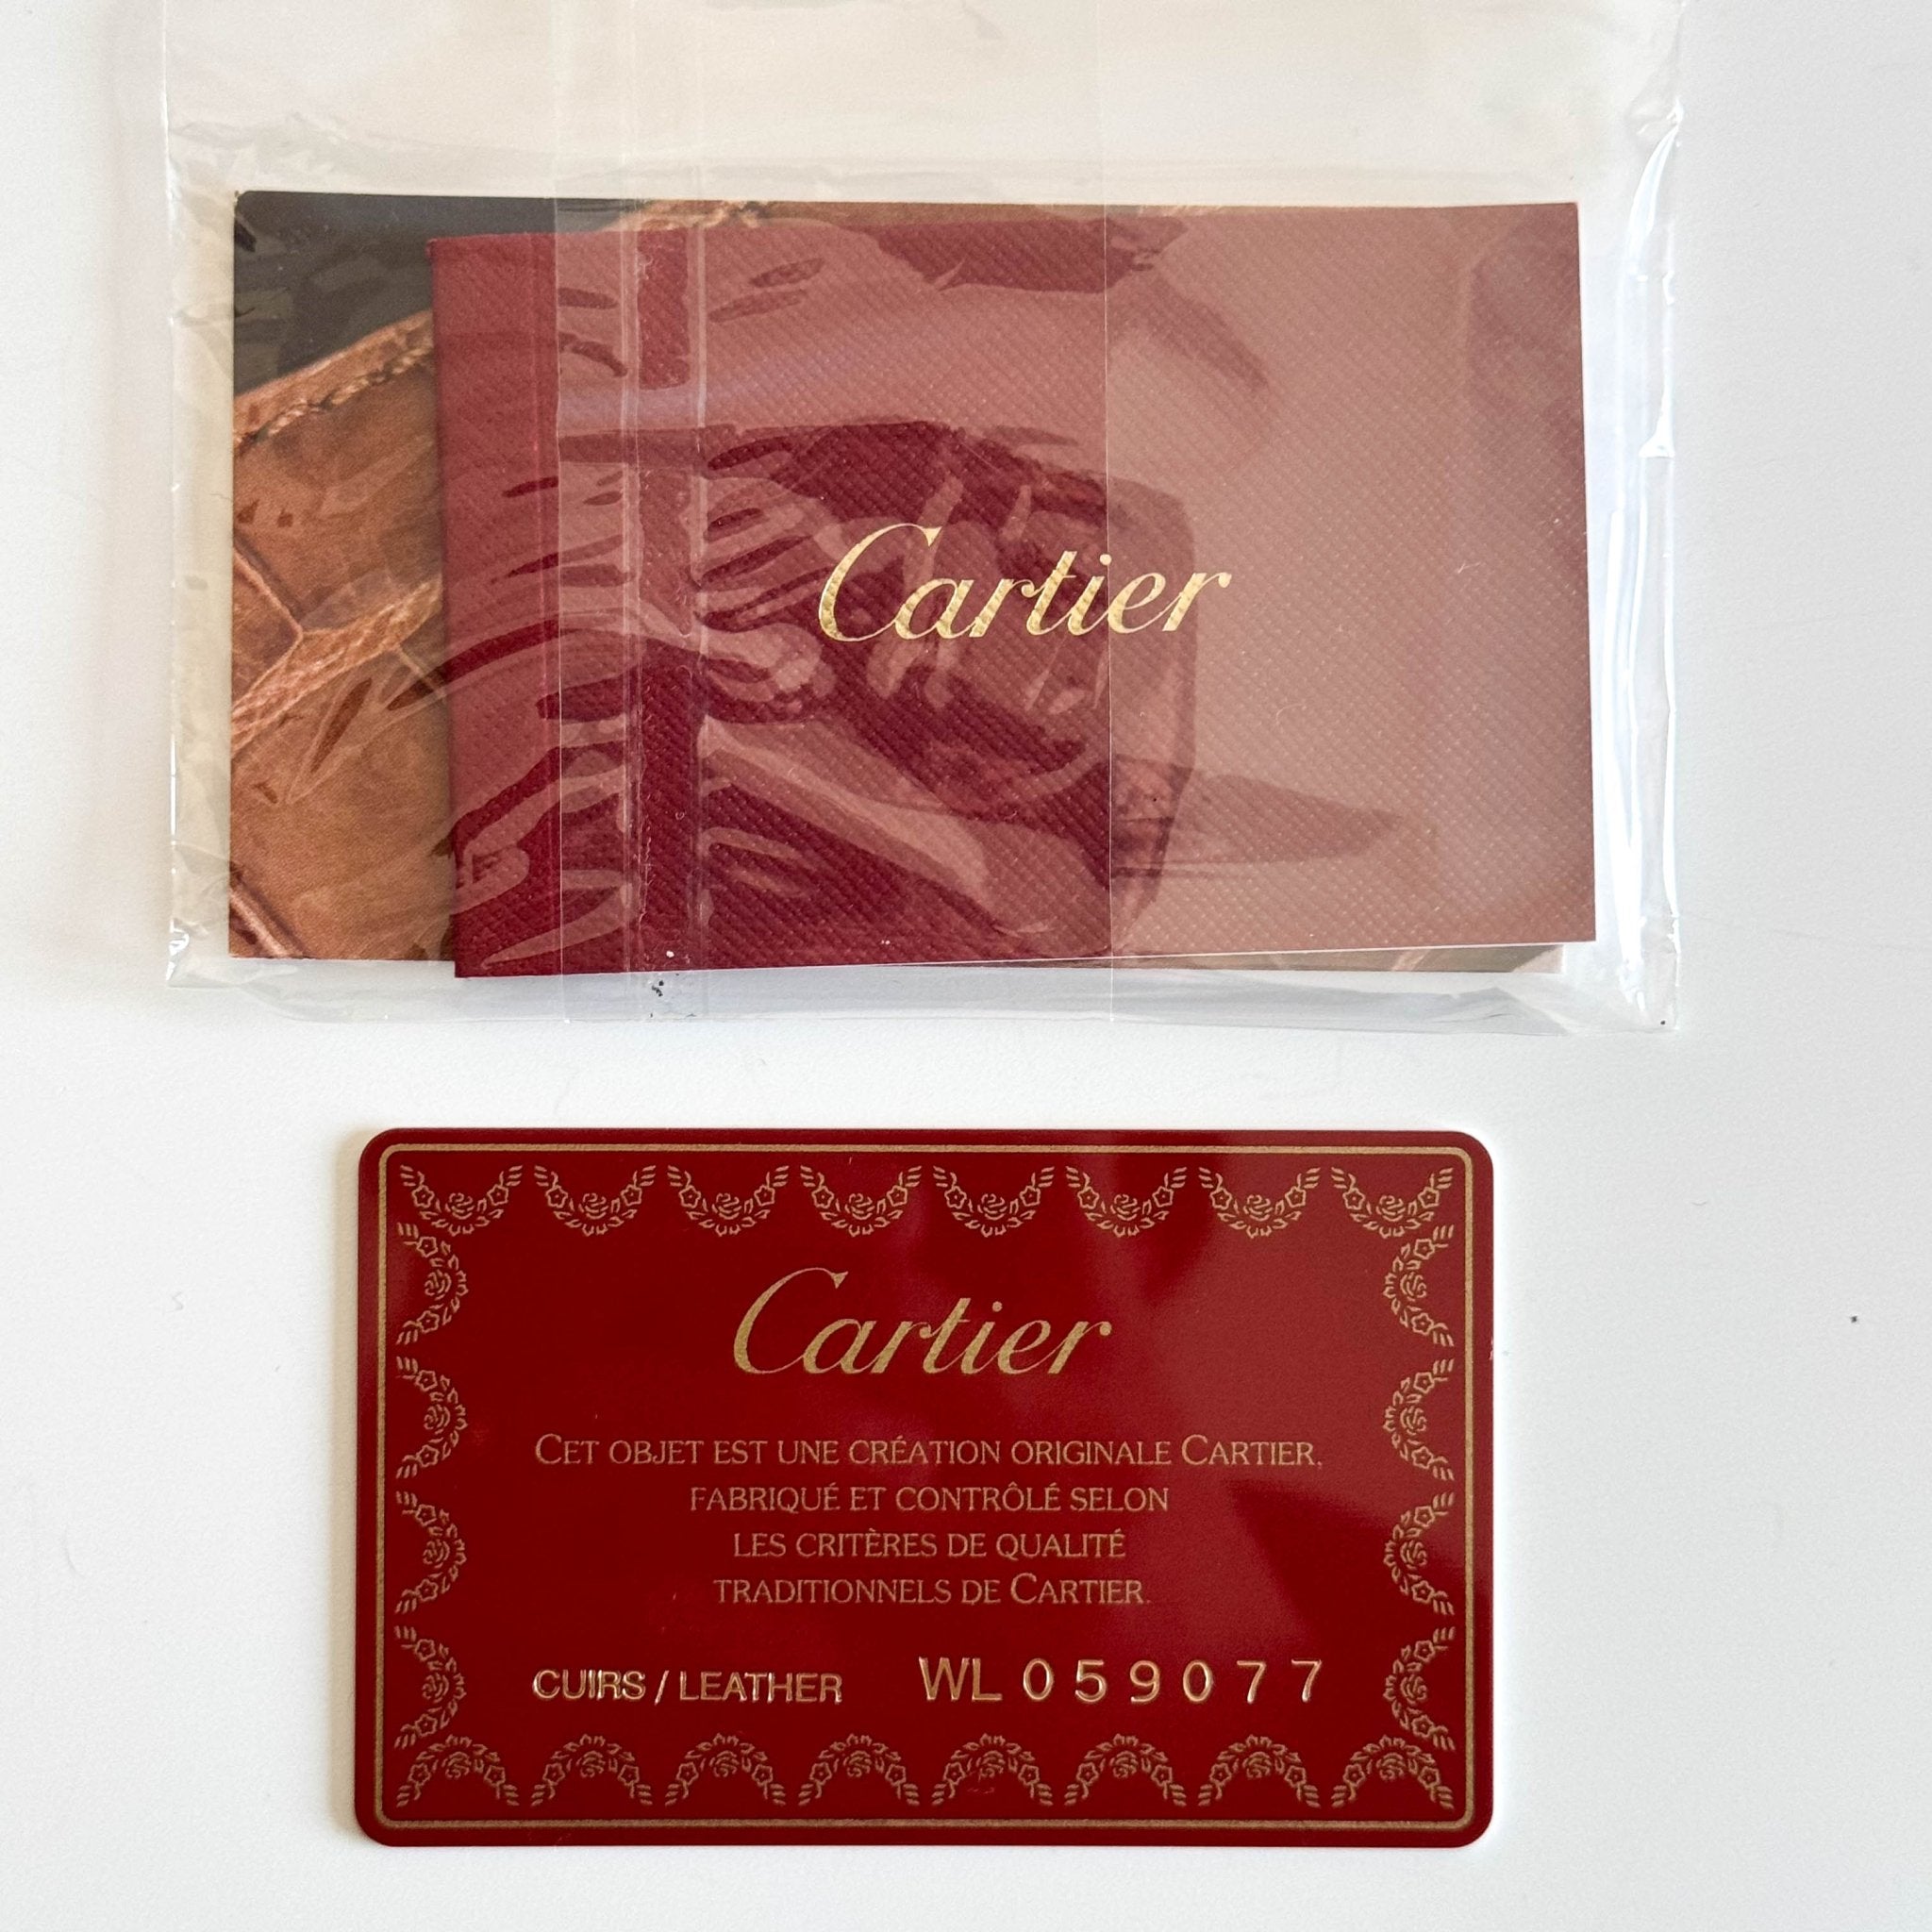 Cartier
Cartier
CET OBJET EST UNE CRÉATION ORIGINALE CARTIER,
FABRIQUÉ ET CONTRÔLÉ SELON
LES CRITÈRES DE QUALITÉ
TRADITIONNELS DE CARTIER.
CUIRS / LEATHER WL 059077